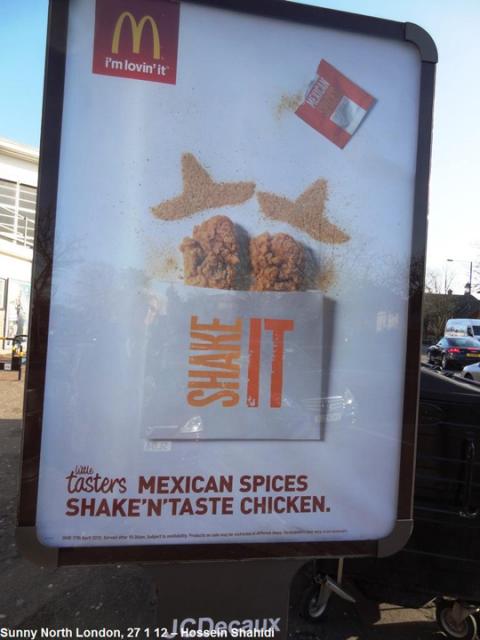 i'm lovin' it
MEXICAN
SHAKE
IT
little
tasters MEXICAN SPICES
SHAKE'N'TASTE CHICKEN.
JCDecaux
Sunny North London, 27 1 12 – Hossein Shahidi